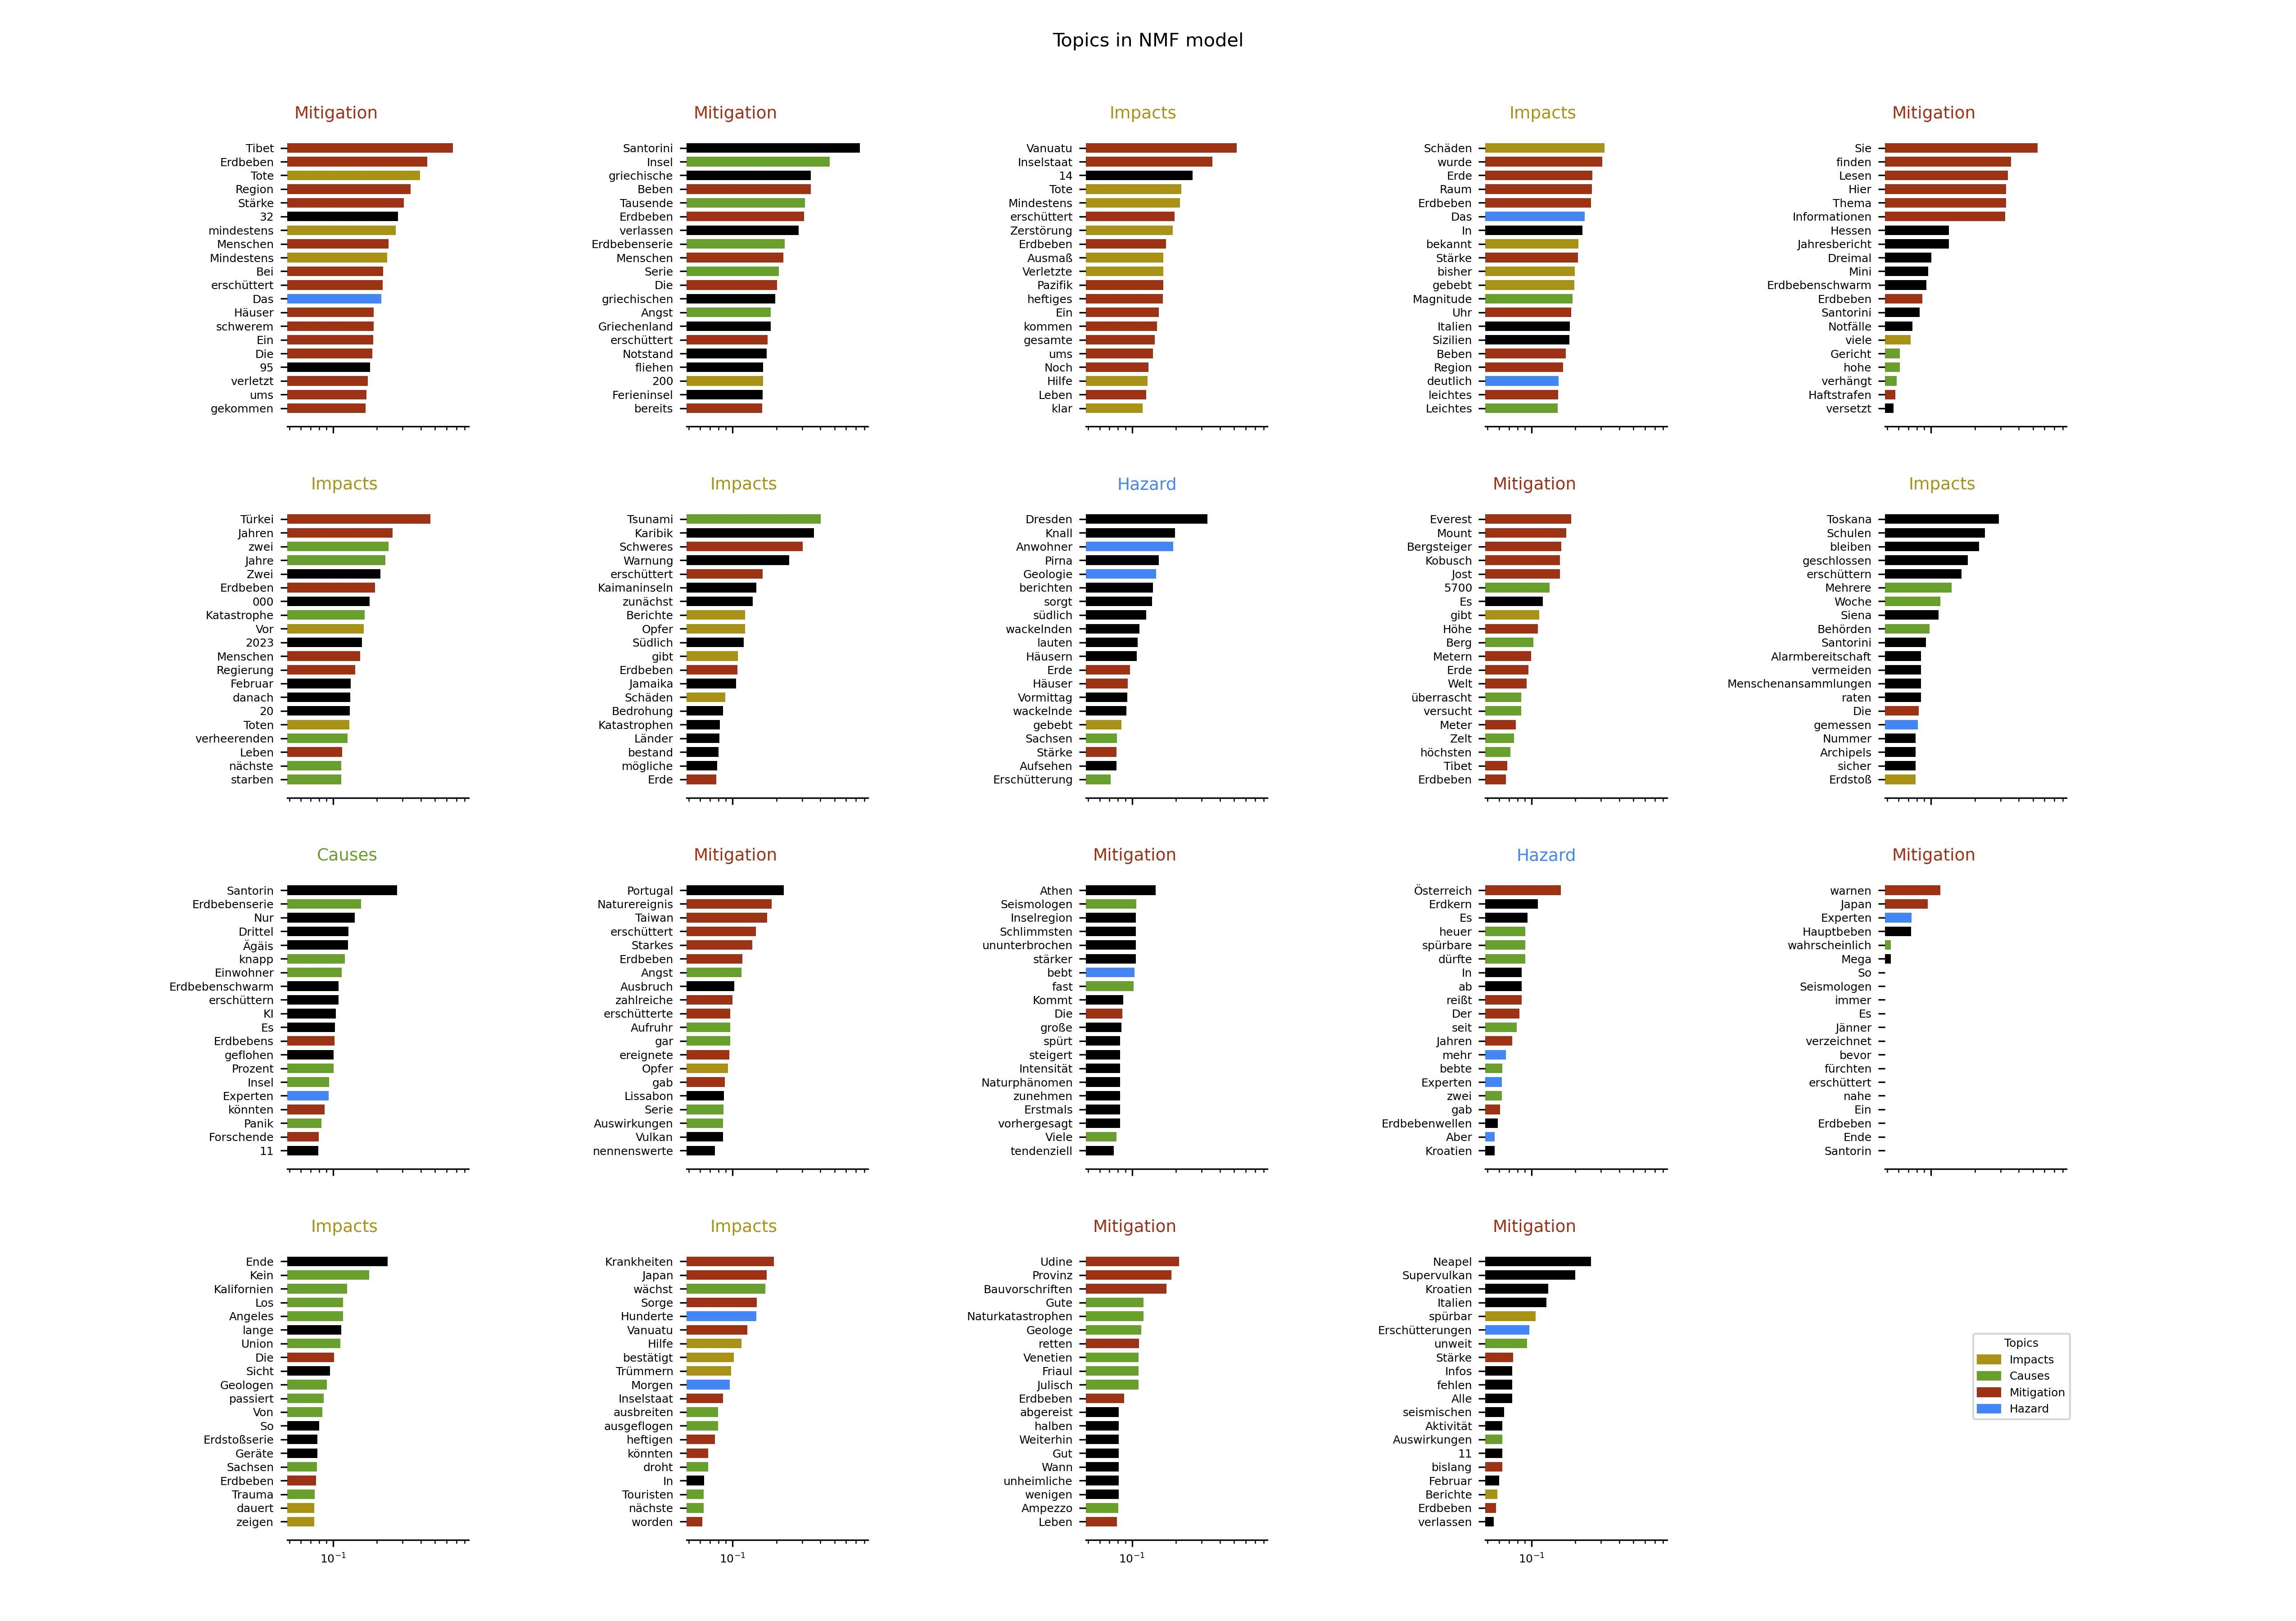 Topics in NMF model
Mitigation
Tibet
Erdbeben
Tote
Region
Stärke
32
mindestens
Menschen
Mindestens
Bei
erschüttert
Das
Häuser
schwerem
Ein
Die
95
verletzt
ums
gekommen
Mitigation
Santorini
Insel
griechische
Beben
Tausende
Erdbeben
verlassen
Erdbebenserie
Menschen
Serie
Die
griechischen
Angst
Griechenland
erschüttert
Notstand
fliehen
200
Ferieninsel
bereits
Impacts
Vanuatu
Inselstaat
14
Tote
Mindestens
erschüttert
Zerstörung
Erdbeben
Ausmaß
Verletzte
Pazifik
heftiges
Ein
kommen
gesamte
ums
Noch
Hilfe
Leben
klar
Impacts
Schäden
wurde
Erde
Raum
Erdbeben
Das
In
bekannt
Stärke
bisher
gebebt
Magnitude
Uhr
Italien
Sizilien
Beben
Region
deutlich
leichtes
Leichtes
Mitigation
Sie
finden
Lesen
Hier
Thema
Informationen
Hessen
Jahresbericht
Dreimal
Mini
Erdbebenschwarm
Erdbeben
Santorini
Notfälle
viele
Gericht
hohe
verhängt
Haftstrafen
versetzt
Impacts
Türkei
Jahren
zwei
Jahre
Zwei
Erdbeben
000
Katastrophe
Vor
2023
Menschen
Regierung
Februar
danach
20
Toten
verheerenden
Leben
nächste
starben
Impacts
Tsunami
Karibik
Schweres
Warnung
erschüttert
Kaimaninseln
zunächst
Berichte
Opfer
Südlich
gibt
Erdbeben
Jamaika
Schäden
Bedrohung
Katastrophen
Länder
bestand
mögliche
Erde
Hazard
Dresden
Knall
Anwohner
Pirna
Geologie
berichten
sorgt
südlich
wackelnden
lauten
Häusern
Erde
Häuser
Vormittag
wackelnde
gebebt
Sachsen
Stärke
Aufsehen
Erschütterung
Mitigation
Everest
Mount
Bergsteiger
Kobusch
Jost
5700
Es
gibt
Höhe
Berg
Metern
Erde
Welt
überrascht
versucht
Meter
Zelt
höchsten
Tibet
Erdbeben
Impacts
Toskana
Schulen
bleiben
geschlossen
erschüttern
Mehrere
Woche
Siena
Behörden
Santorini
Alarmbereitschaft
vermeiden
Menschenansammlungen
raten
Die
gemessen
Nummer
Archipels
sicher
Erdstoß
Causes
Santorin
Erdbebenserie
Nur
Drittel
Ägäis
knapp
Einwohner
Erdbebenschwarm
erschüttern
KI
Es
Erdbebens
geflohen
Prozent
Insel
Experten
könnten
Panik
Forschende
11
Mitigation
Portugal
Naturereignis
Taiwan
erschüttert
Starkes
Erdbeben
Angst
Ausbruch
zahlreiche
erschütterte
Aufruhr
gar
ereignete
Opfer
gab
Lissabon
Serie
Auswirkungen
Vulkan
nennenswerte
Mitigation
Athen
Seismologen
Inselregion
Schlimmsten
ununterbrochen
stärker
bebt
fast
Kommt
Die
große
spürt
steigert
Intensität
Naturphänomen
zunehmen
Erstmals
vorhergesagt
Viele
tendenziell
Hazard
Österreich
Erdkern
Es
heuer
spürbare
dürfte
In
ab
reißt
Der
seit
Jahren
mehr
bebte
Experten
zwei
gab
Erdbebenwellen
Aber
Kroatien
Mitigation
warnen
Japan
Experten
Hauptbeben
wahrscheinlich
Mega
So
Seismologen
immer
Es
Jänner
verzeichnet
bevor
fürchten
erschüttert
nahe
Ein
Erdbeben
Ende
Santorin
Impacts
Ende
Kein
Kalifornien
Los
Angeles
lange
Union
Die
Sicht
Geologen
passiert
Von
So
Erdstoßserie
Geräte
Sachsen
Erdbeben
Trauma
dauert
zeigen
10⁻¹
Impacts
Krankheiten
Japan
wächst
Sorge
Hunderte
Vanuatu
Hilfe
bestätigt
Trümmern
Morgen
Inselstaat
ausbreiten
ausgeflogen
heftigen
könnten
droht
In
Touristen
nächste
worden
10⁻¹
Mitigation
Udine
Provinz
Bauvorschriften
Gute
Naturkatastrophen
Geologe
retten
Venetien
Friaul
Julisch
Erdbeben
abgereist
halben
Weiterhin
Gut
Wann
unheimliche
wenigen
Ampezzo
Leben
10⁻¹
Mitigation
Neapel
Supervulkan
Kroatien
Italien
spürbar
Erschütterungen
unweit
Stärke
Infos
fehlen
Alle
seismischen
Aktivität
Auswirkungen
11
bislang
Februar
Berichte
Erdbeben
verlassen
10⁻¹
Topics
Impacts
Causes
Mitigation
Hazard